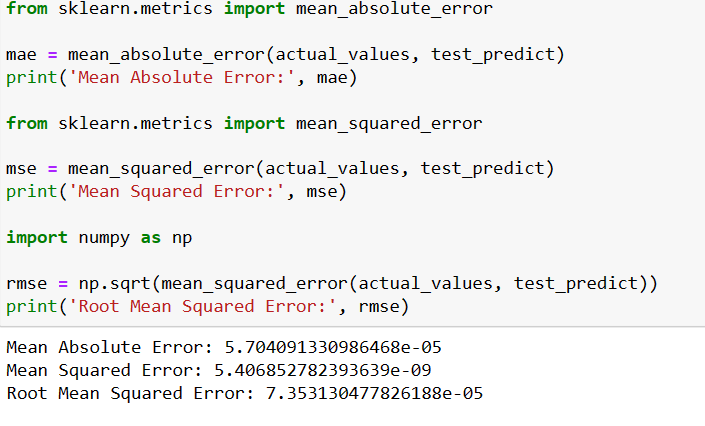 from sklearn.metrics import mean_absolute_error
mae = mean_absolute_error(actual_values, test_predict)
print('Mean Absolute Error:', mae)
from sklearn.metrics import mean_squared_error
mse = mean_squared_error(actual_values, test_predict)
print('Mean Squared Error:', mse)
import numpy as np
rmse = np.sqrt(mean_squared_error(actual_values, test_predict))
print('Root Mean Squared Error:', rmse)
Mean Absolute Error: 5.704091330986468e-05
Mean Squared Error: 5.406852782393639e-09
Root Mean Squared Error: 7.353130477826188e-05